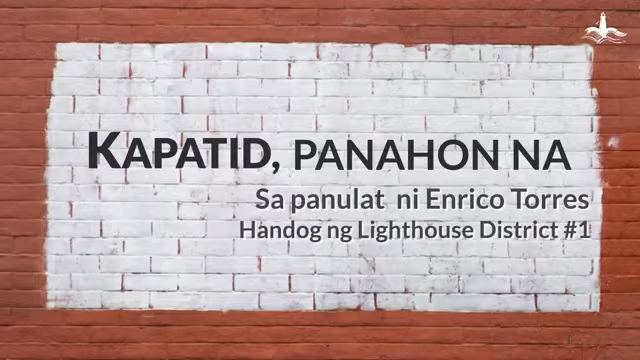 KAPATID, PANAHON NA
Sa panulat ni Enrico Torres
Handog ng Lighthouse District #1